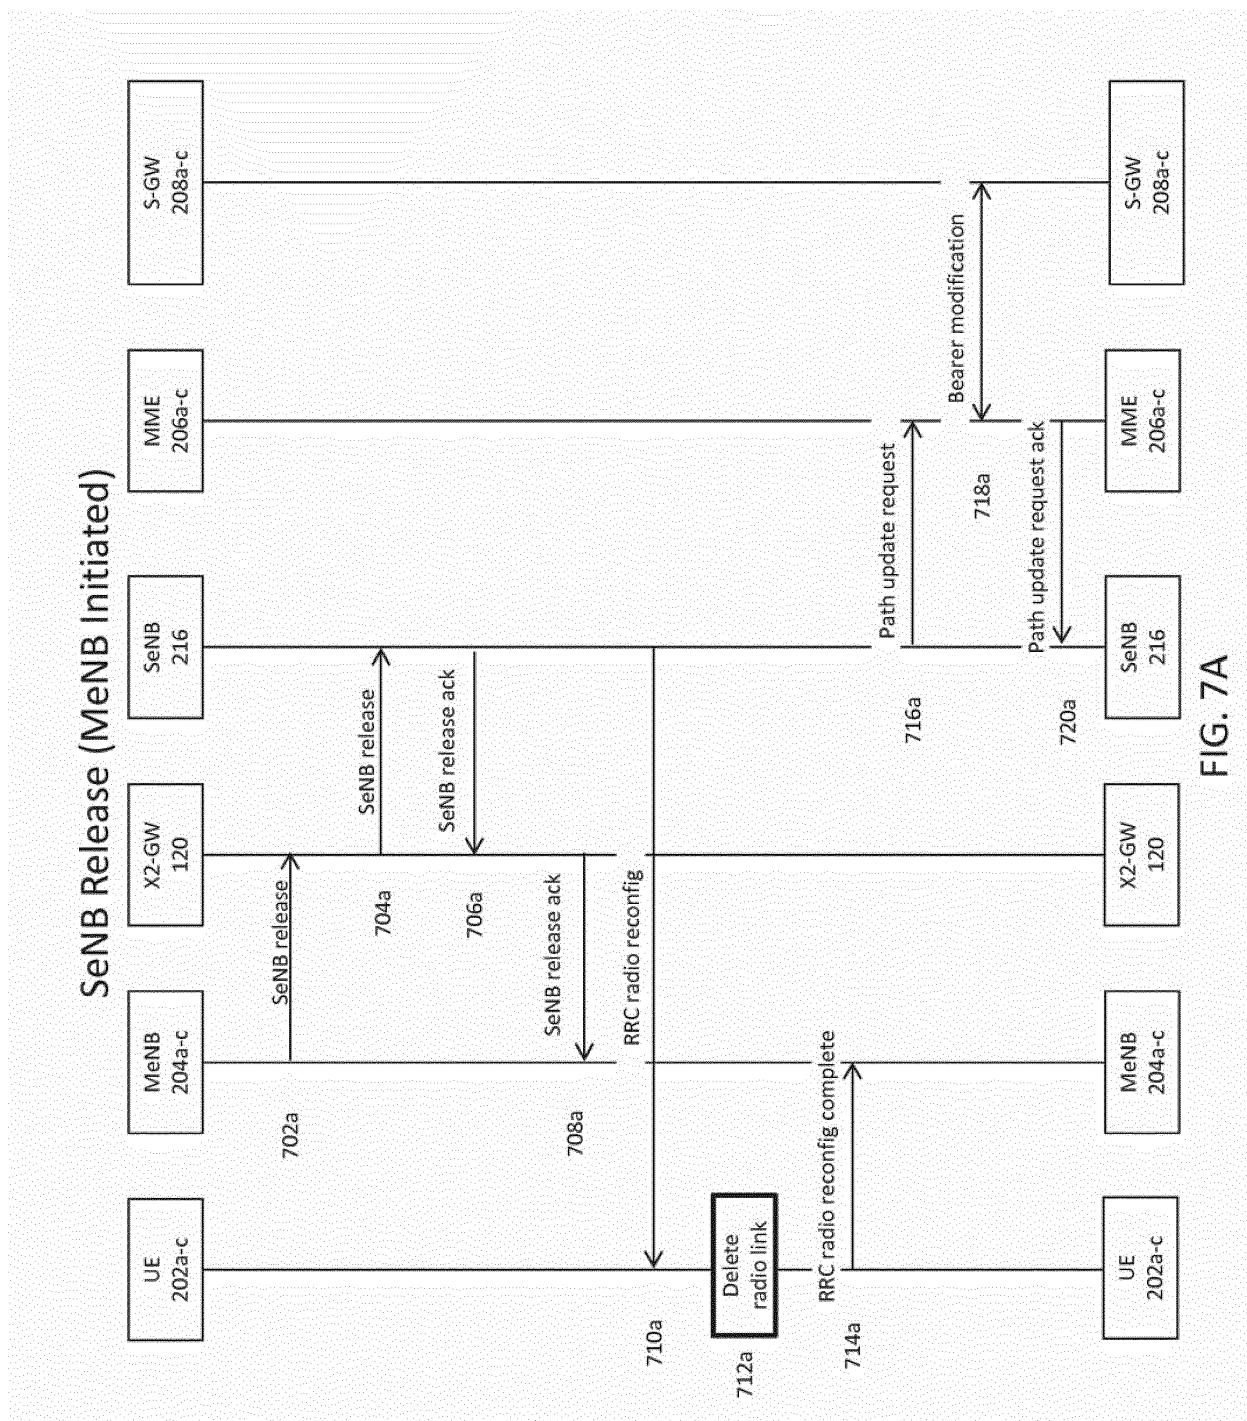 SeNB Release (MeNB Initiated)
UE
202a-c
MeNB
204a-c
X2-GW
120
SeNB
216
MME
206a-c
S-GW
208a-c
702a
SeNB release
704a
SeNB release
706a
SeNB release ack
708a
SeNB release ack
710a
RRC radio reconfig
712a
Delete
radio link
714a
RRC radio reconfig complete
716a
Path update request
718a
Bearer modification
720a
Path update request ack
UE
202a-c
MeNB
204a-c
X2-GW
120
SeNB
216
MME
206a-c
S-GW
208a-c
FIG. 7A